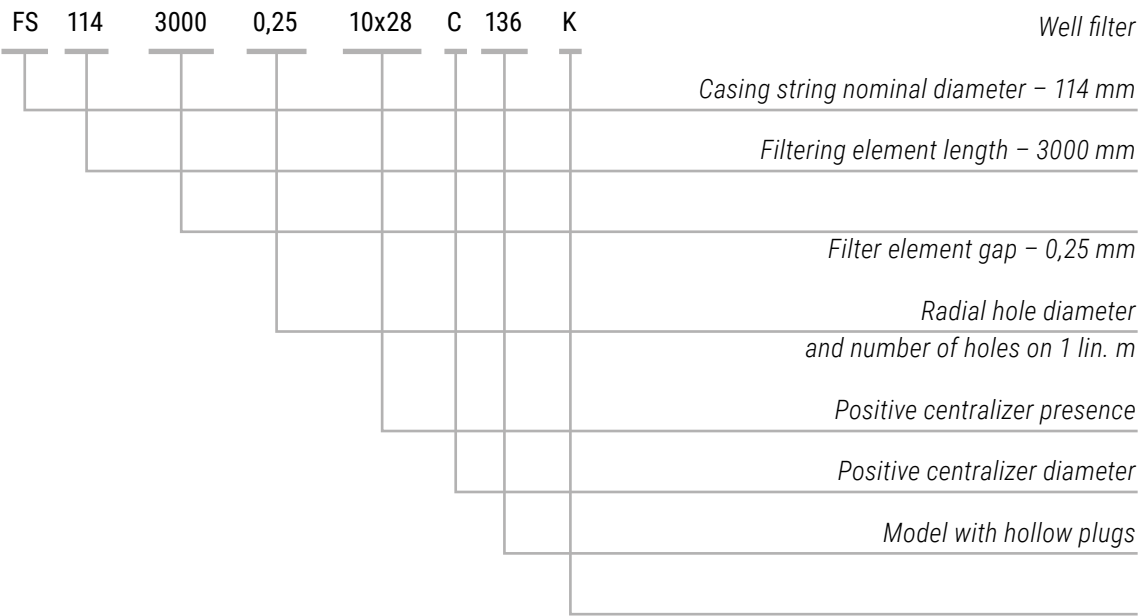 FS 114 3000 0,25 10x28 C 136 K
Well filter
Casing string nominal diameter – 114 mm
Filtering element length – 3000 mm
Filter element gap – 0,25 mm
Radial hole diameter
and number of holes on 1 lin. m
Positive centralizer presence
Positive centralizer diameter
Model with hollow plugs